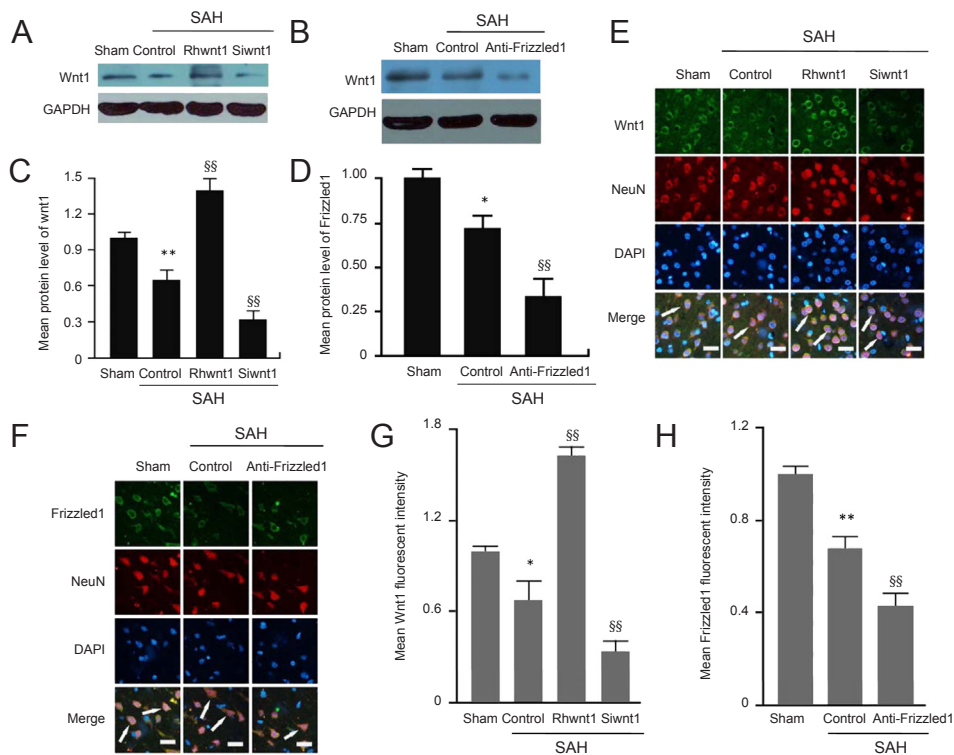 A
SAH
Sham Control Rhwnt1 Siwnt1
Wnt1
GAPDH
B
SAH
Sham Control Anti-Frizzled1
Wnt1
GAPDH
C
Mean protein level of wnt1
1.5
1.2
0.9
0.6
0.3
0
**
§§
§§
Sham Control Rhwnt1 Siwnt1
SAH
D
Mean protein level of Frizzled1
1.00
0.75
0.50
0.25
0
*
§§
Sham Control Anti-Frizzled1
SAH
E
SAH
Sham Control Rhwnt1 Siwnt1
Wnt1
NeuN
DAPI
Merge
F
SAH
Sham Control Anti-Frizzled1
Frizzled1
NeuN
DAPI
Merge
G
Mean Wnt1 fluorescent intensity
1.8
1.2
0.6
0
*
§§
§§
Sham Control Rhwnt1 Siwnt1
SAH
H
Mean Frizzled1 fluorescent intensity
1.2
0.8
0.4
0
**
§§
Sham Control Anti-Frizzled1
SAH